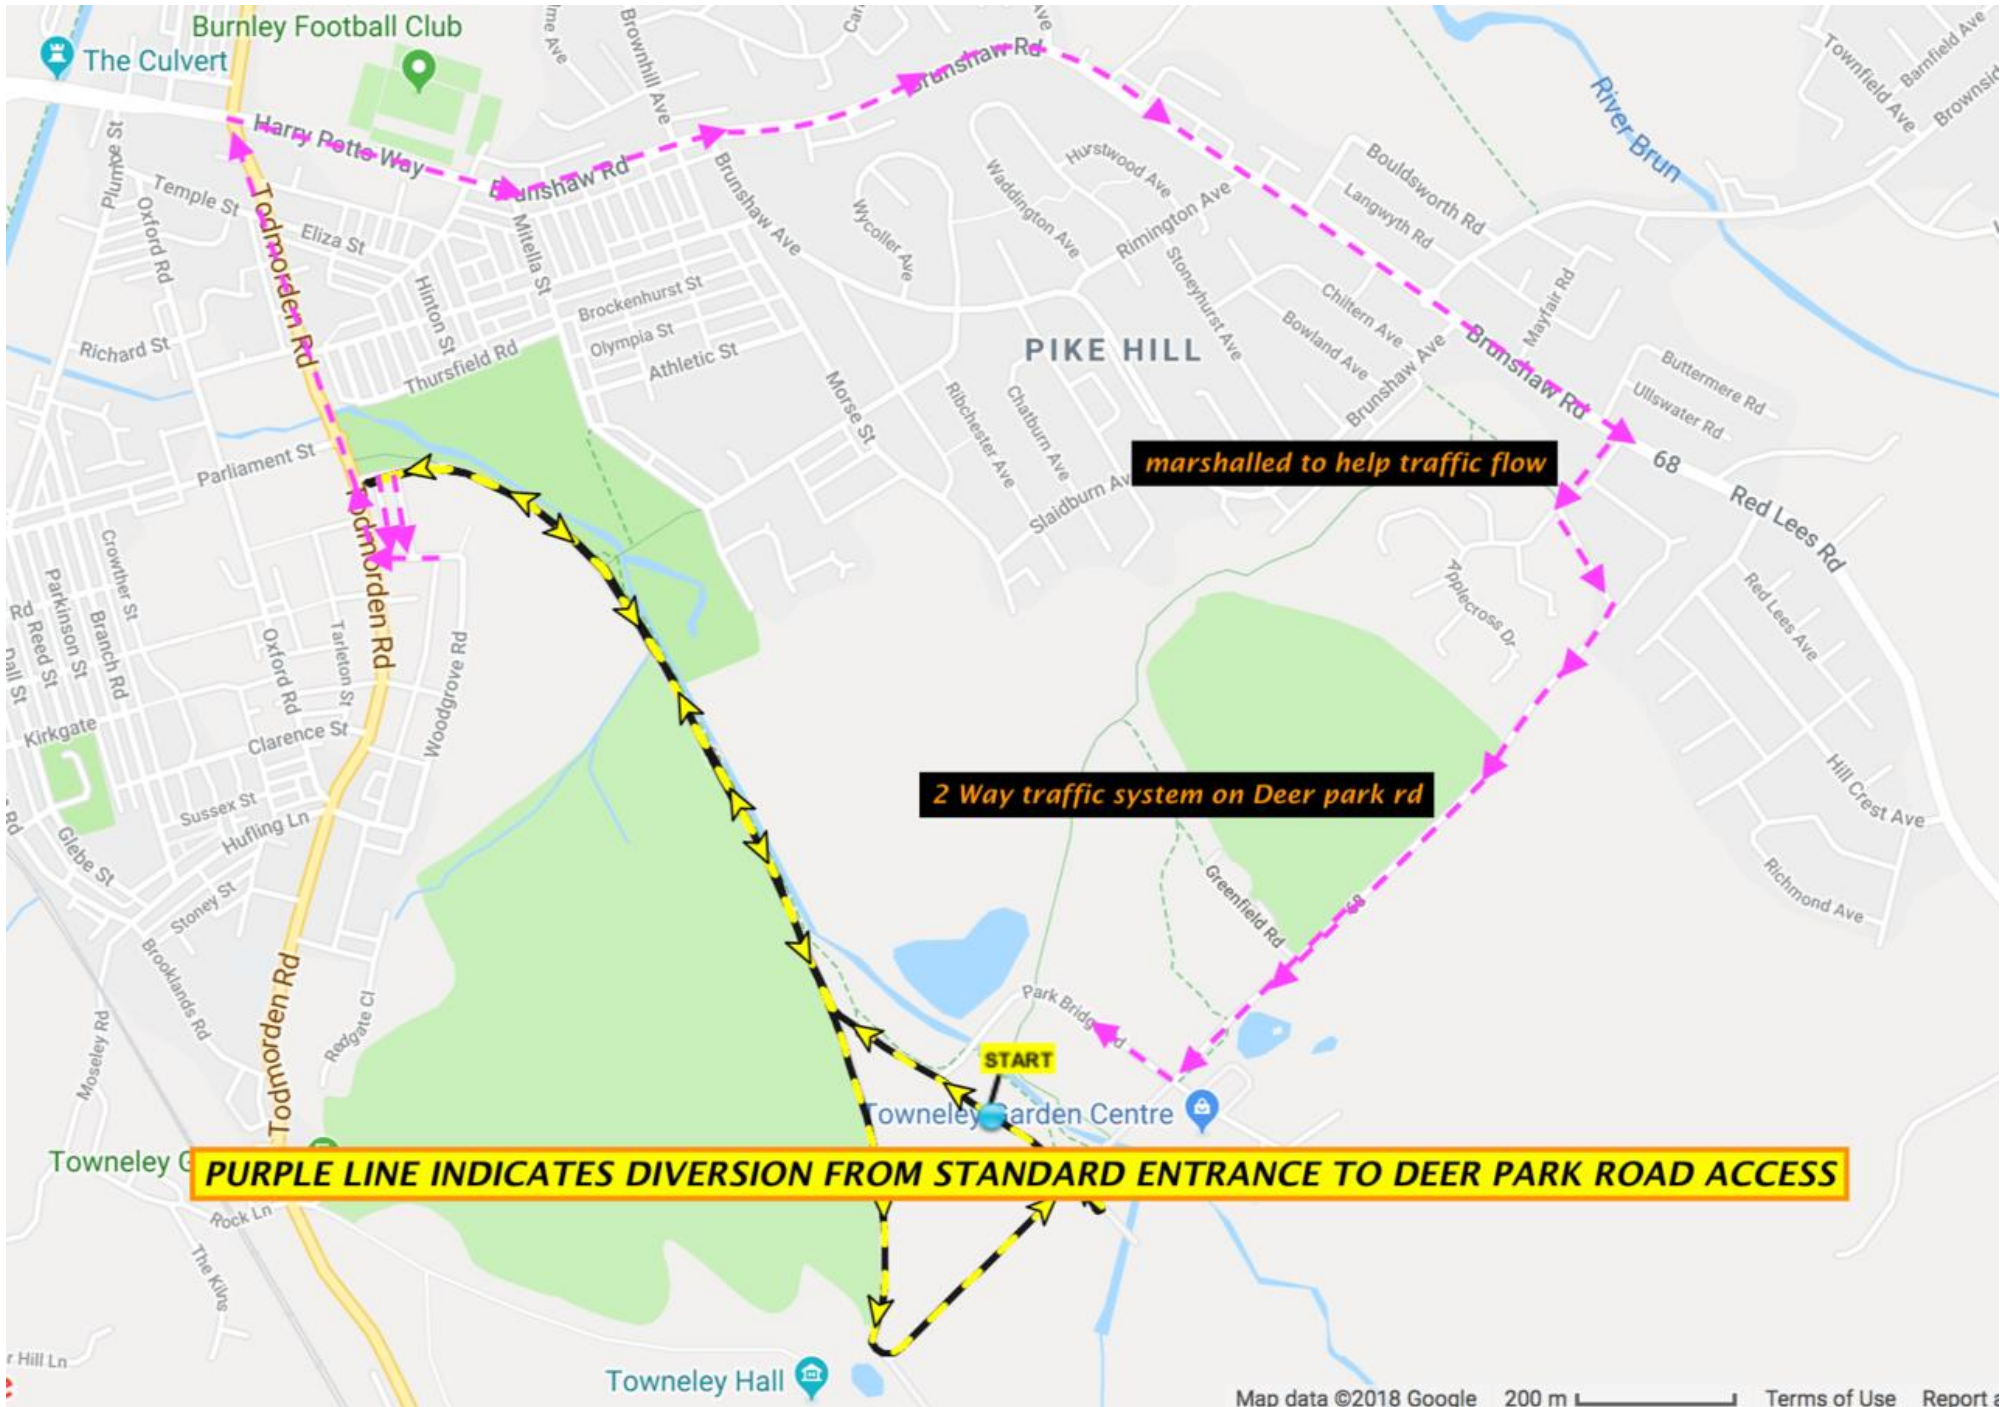 Burnley Football Club
The Culvert
Harry Potts Way
Brunshaw Rd
Brunshaw Rd
Brownhill Ave
River Brun
Townfield Ave
Barnfield Ave
Plumbe St
Temple St
Oxford Rd
Eliza St
Todmorden Rd
Mitella St
Hinton St
Brunshaw Ave
Wycoller Ave
Waddington Ave
Hurstwood Ave
Rimington Ave
Stoneyhurst Ave
Bouldsworth Rd
Langwyth Rd
Chiltern Ave
Bowland Ave
Mayfair Rd
Brunshaw Ave
Brunshaw Rd
Buttermere Rd
Ullswater Rd
Brockenhurst St
Olympia St
Athletic St
Richard St
Thursfield Rd
PIKE HILL
Morse St
Ribchester Ave
Chatburn Ave
Parliament St
marshalled to help traffic flow
68
Red Lees Rd
Slaidburn Av
Todmorden Rd
Crowther St
Parkinson St
Branch Rd
Rd
Reed St
Oxford Rd
Tarleton St
Woodgrove Rd
Applecross Dr
Red Lees Ave
Kirkgate
Clarence St
Sussex St
Hufling Ln
2 Way traffic system on Deer park rd
Hill Crest Ave
Glebe St
Stoney St
Greenfield Rd
68
Richmond Ave
Brooklands Rd
Todmorden Rd
Redgate Cl
Moseley Rd
Park Bridg
rd
START
Towneley Garden Centre
Towneley G
PURPLE LINE INDICATES DIVERSION FROM STANDARD ENTRANCE TO DEER PARK ROAD ACCESS
Rock Ln
The Kilns
r Hill Ln
Towneley Hall
Map data ©2018 Google 200 m Terms of Use Report a